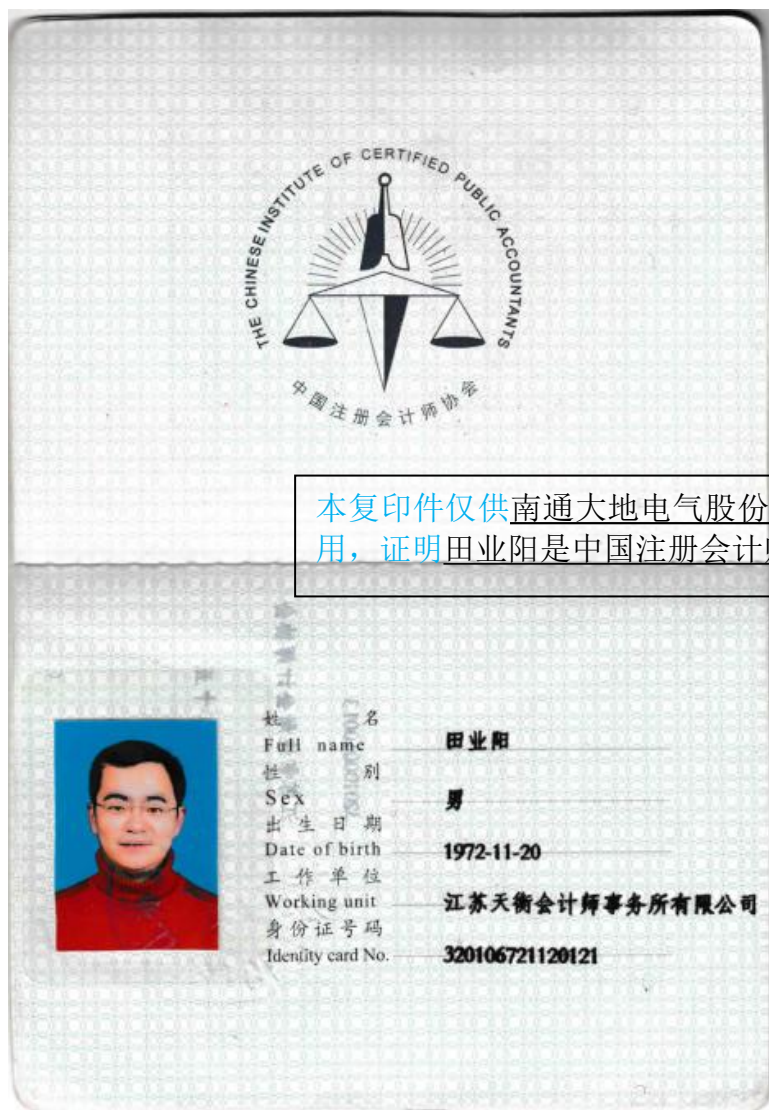 THE CHINESE INSTITUTE OF CERTIFIED PUBLIC ACCOUNTANTS
中国注册会计师协会
本复印件仅供南通大地电气股份
用，证明田业阳是中国注册会计师
姓 名
Full name
田业阳
性 别
Sex
男
出生日期
Date of birth
1972-11-20
工作单位
Working unit
江苏天衡会计师事务所有限公司
身份证号码
Identity card No.
320106721120121